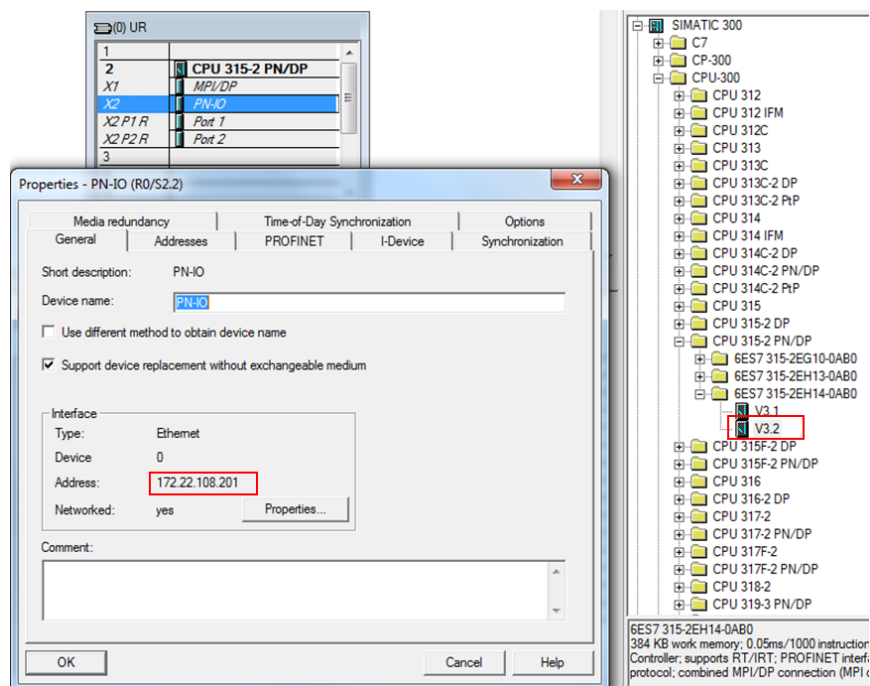 (0) UR
1
2 CPU 315-2 PN/DP
X1 MPI/DP
X2 PN-IO
X2 P1 R Port 1
X2 P2 R Port 2
3
Properties - PN-IO (R0/S2.2)
Media redundancy Time-of-Day Synchronization Options
General Addresses PROFINET I-Device Synchronization
Short description: PN-IO
Device name: PN-IO
Use different method to obtain device name
Support device replacement without exchangeable medium
Interface
Type: Ethernet
Device 0
Address: 172.22.108.201
Networked: yes Properties...
Comment:
OK Cancel Help
SIMATIC 300
C7
CP-300
CPU-300
CPU 312
CPU 312 IFM
CPU 312C
CPU 313
CPU 313C
CPU 313C-2 DP
CPU 313C-2 PtP
CPU 314
CPU 314 IFM
CPU 314C-2 DP
CPU 314C-2 PN/DP
CPU 314C-2 PtP
CPU 315
CPU 315-2 DP
CPU 315-2 PN/DP
6ES7 315-2EG10-0AB0
6ES7 315-2EH13-0AB0
6ES7 315-2EH14-0AB0
V3.1
V3.2
CPU 315F-2 DP
CPU 315F-2 PN/DP
CPU 316
CPU 316-2 DP
CPU 317-2
CPU 317-2 PN/DP
CPU 317F-2
CPU 317F-2 PN/DP
CPU 318-2
CPU 319-3 PN/DP
6ES7 315-2EH14-0AB0
384 KB work memory; 0.05ms/1000 instruction
Controller; supports RT/IRT; PROFINET interfa
protocol; combined MPI/DP connection (MPI